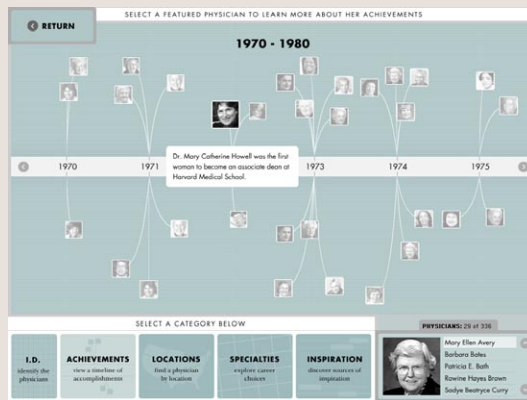 SELECT A FEATURED PHYSICIAN TO LEARN MORE ABOUT HER ACHIEVEMENTS
RETURN
1970 - 1980
Dr. Mary Catherine Howell was the first
woman to become an associate dean at
Harvard Medical School.
1970 1971 1973 1974 1975
SELECT A CATEGORY BELOW
PHYSICIANS: 29 of 336
I.D.
identify the
physicians
ACHIEVEMENTS
view a timeline of
accomplishments
LOCATIONS
find a physician
by location
SPECIALTIES
explore career
choices
INSPIRATION
discover sources of
inspiration
Mary Ellen Avery
Barbara Bates
Patricia E. Bath
Rowine Hayes Brown
Sadye Beatryce Curry